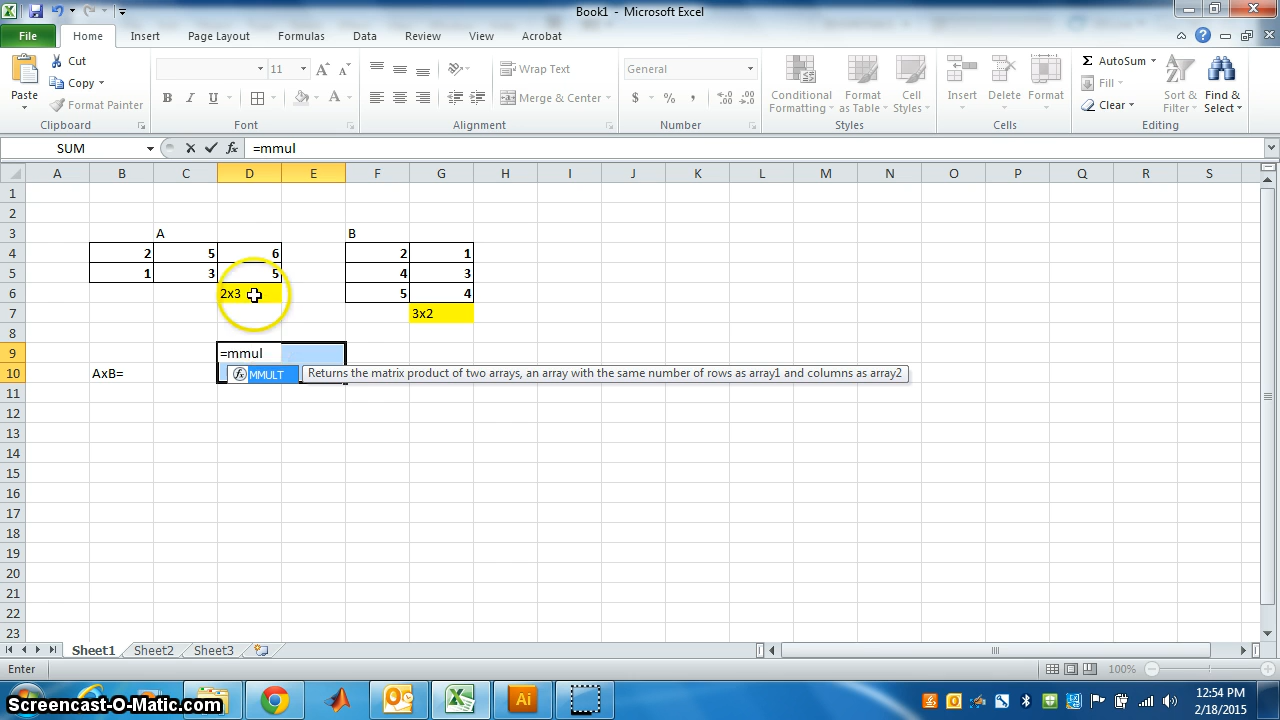 Book1 - Microsoft Excel
File Home Insert Page Layout Formulas Data Review View Acrobat
Paste
Cut
Copy
Format Painter
Clipboard
11
B I U
A
Font
Wrap Text
Merge & Center
Alignment
General
$ % ,
Number
Conditional Formatting
Format as Table
Cell Styles
Styles
Insert Delete Format
Cells
Σ AutoSum
Fill
Clear
Sort & Filter
Find & Select
Editing
SUM
fx
=mmul
A B C D E F G H I J K L M N O P Q R S
1
2
3 A B
4 2 5 6 2 1
5 1 3 5 4 3
6 2x3 5 4
7 3x2
8
9 =mmul
10 AxB= MMULT Returns the matrix product of two arrays, an array with the same number of rows as array1 and columns as array2
11
12
13
14
15
16
17
18
19
20
21
22
23
Sheet1 Sheet2 Sheet3
Enter 100%
Ai
12:54 PM
2/18/2015
Screencast-O-Matic.com